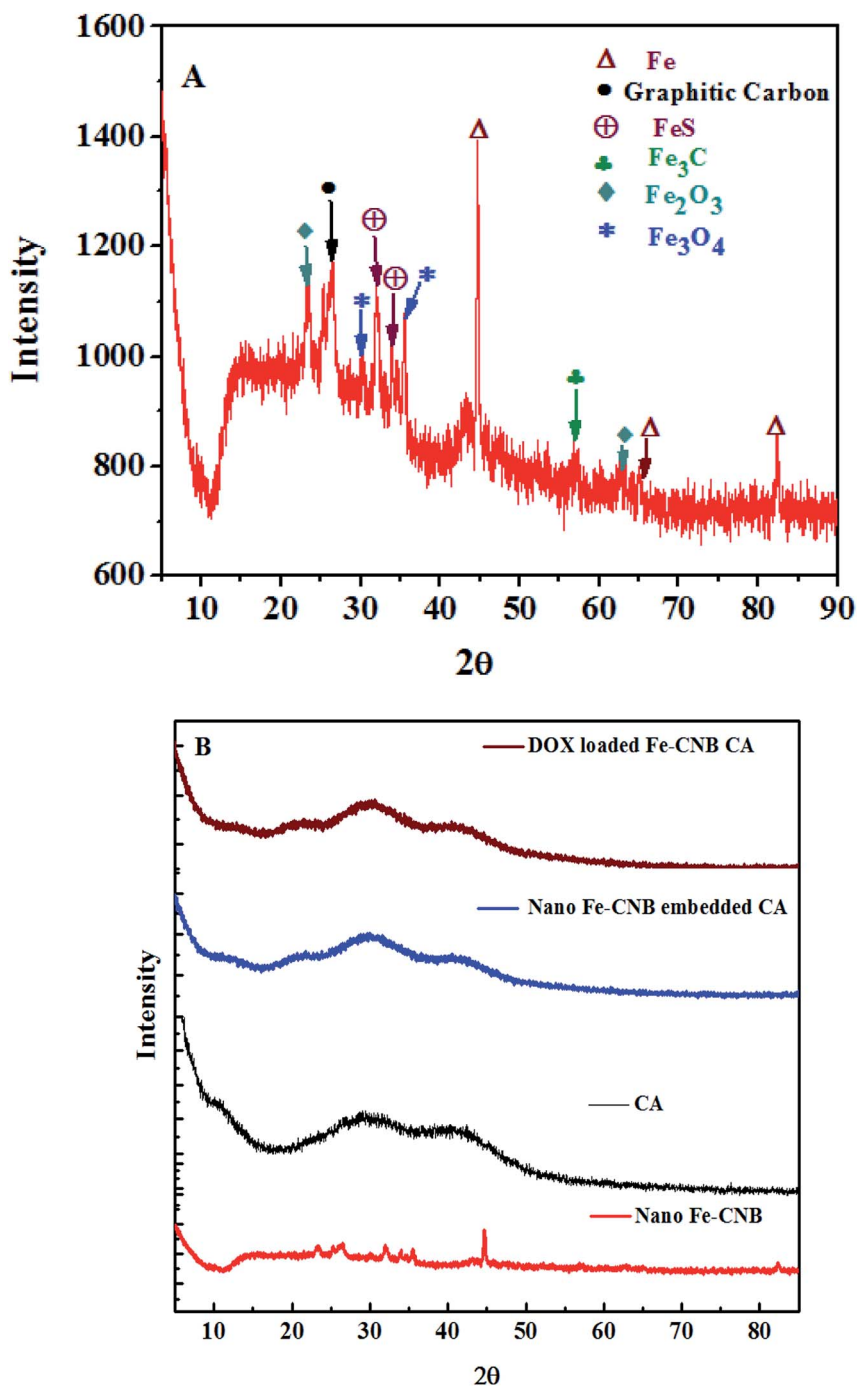 1600
A
Fe
Graphitic Carbon
1400
FeS
Fe3C
Fe2O3
1200
Fe3O4
Intensity
1000
800
600
10 20 30 40 50 60 70 80 90
2θ
B
DOX loaded Fe-CNB CA
Nano Fe-CNB embedded CA
Intensity
CA
Nano Fe-CNB
10 20 30 40 50 60 70 80
2θ